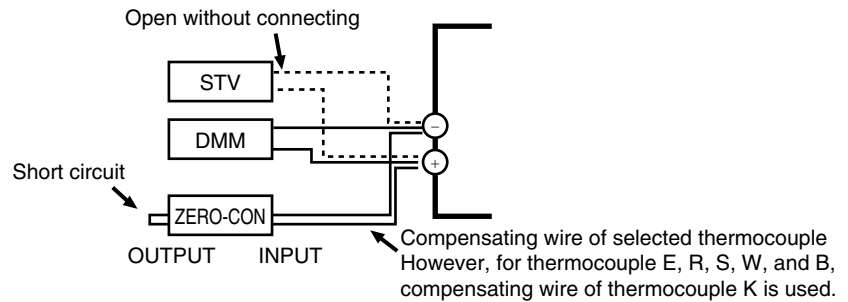 Open without connecting
STV
−
DMM
+
Short circuit
ZERO-CON
OUTPUT INPUT
Compensating wire of selected thermocouple
However, for thermocouple E, R, S, W, and B,
compensating wire of thermocouple K is used.